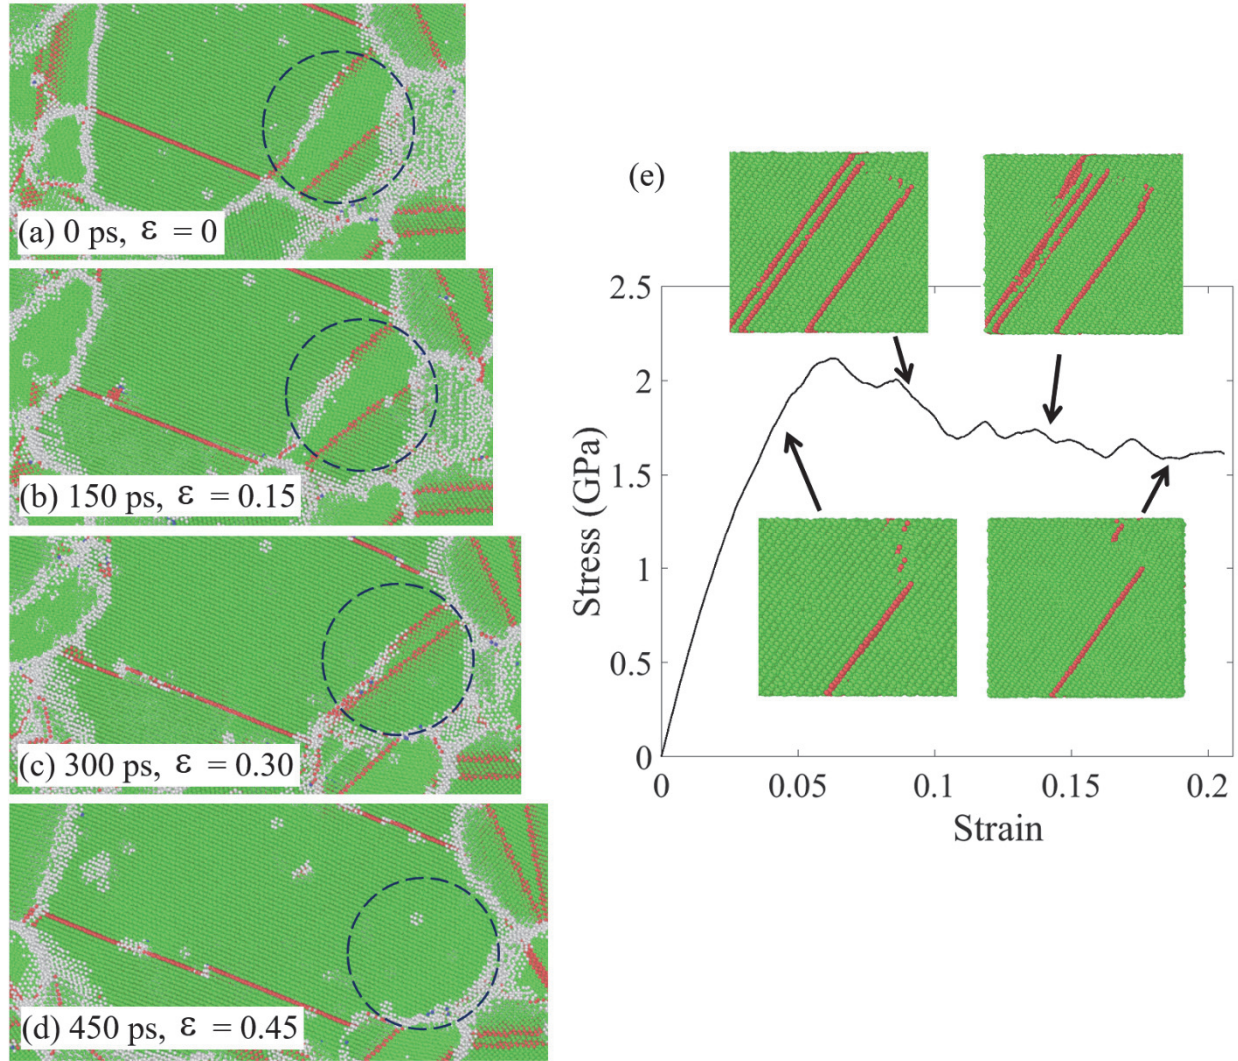 (a) 0 ps, ε = 0
(b) 150 ps, ε = 0.15
(c) 300 ps, ε = 0.30
(d) 450 ps, ε = 0.45
(e)
2.5
2
1.5
1
0.5
0
Stress (GPa)
0 0.05 0.1 0.15 0.2
Strain